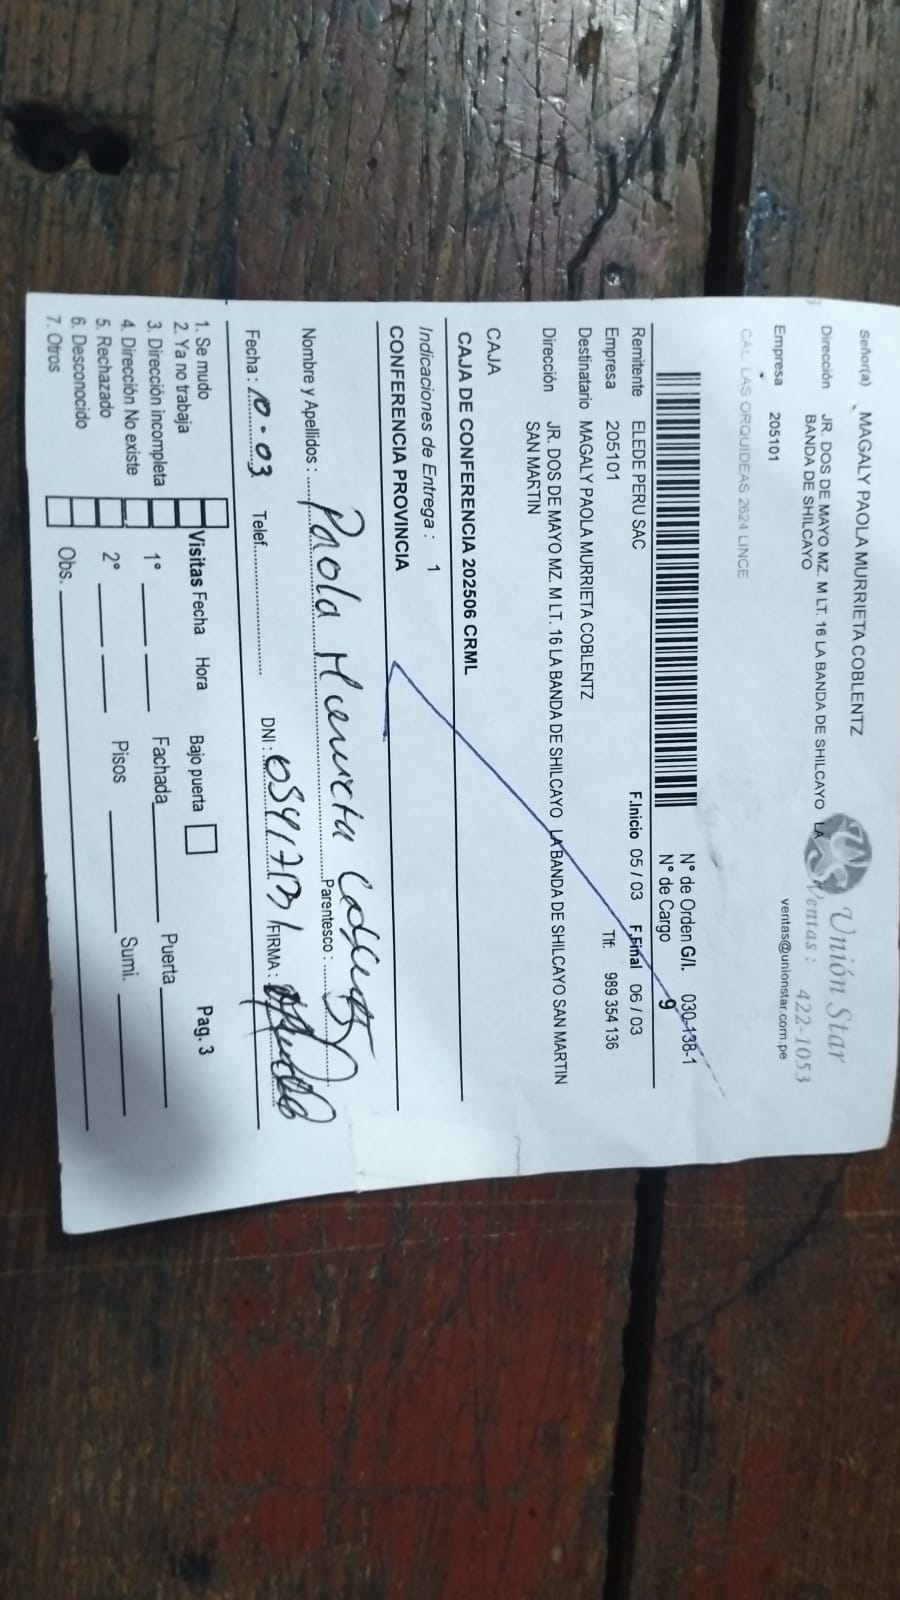 Señor(a) MAGALY PAOLA MURRIETA COBLENTZ
Unión Star
Dirección JR. DOS DE MAYO MZ. M LT. 16 LA BANDA DE SHILCAYO LA
BANDA DE SHILCAYO
Ventas : 422-1053
ventas@unionstar.com.pe
Empresa 205101
CAL. LAS ORQUIDEAS 2624 LINCE
N° de Orden G/I. 030-138-1
N° de Cargo 9
Remitente ELEDE PERU SAC F.Inicio 05 / 03 F.Final 06 / 03
Empresa 205101 Tlf: 989 354 136
Destinatario MAGALY PAOLA MURRIETA COBLENTZ
Dirección JR. DOS DE MAYO MZ. M LT. 16 LA BANDA DE SHILCAYO LA BANDA DE SHILCAYO SAN MARTIN
SAN MARTIN
CAJA
CAJA DE CONFERENCIA 202506 CRML
Indicaciones de Entrega : 1
CONFERENCIA PROVINCIA
Nombre y Apellidos : Paola Parentesco :
Fecha : 10-03 Telef. DNI : FIRMA :
1. Se mudo
2. Ya no trabaja
3. Dirección incompleta
4. Dirección No existe
5. Rechazado
6. Desconocido
7. Otros
Visitas Fecha Hora Bajo puerta Pag. 3
1° Fachada Puerta
2° Pisos Sumi.
Obs.